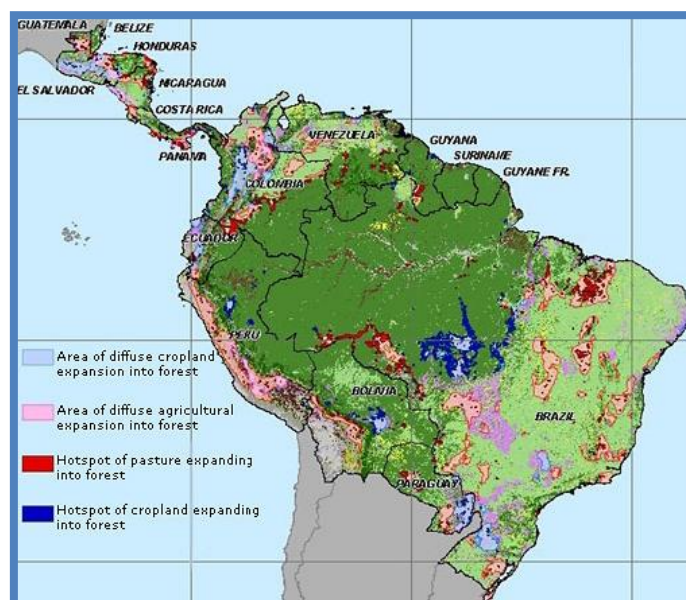 GUATEMALA
BELIZE
HONDURAS
EL SALVADOR
NICARAGUA
COSTA RICA
PANAMA
VENEZUELA
GUYANA
SURINAME
GUYANE FR.
COLOMBIA
ECUADOR
PERU
BOLIVIA
BRAZIL
PARAGUAY
Area of diffuse cropland
expansion into forest
Area of diffuse agricultural
expansion into forest
Hotspot of pasture expanding
into forest
Hotspot of cropland expanding
into forest